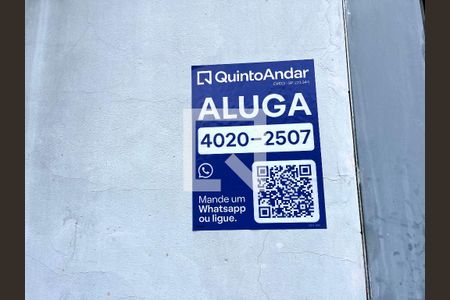 QuintoAndar
ALUGA
4020-2507
Mande um
Whatsapp
ou ligue.